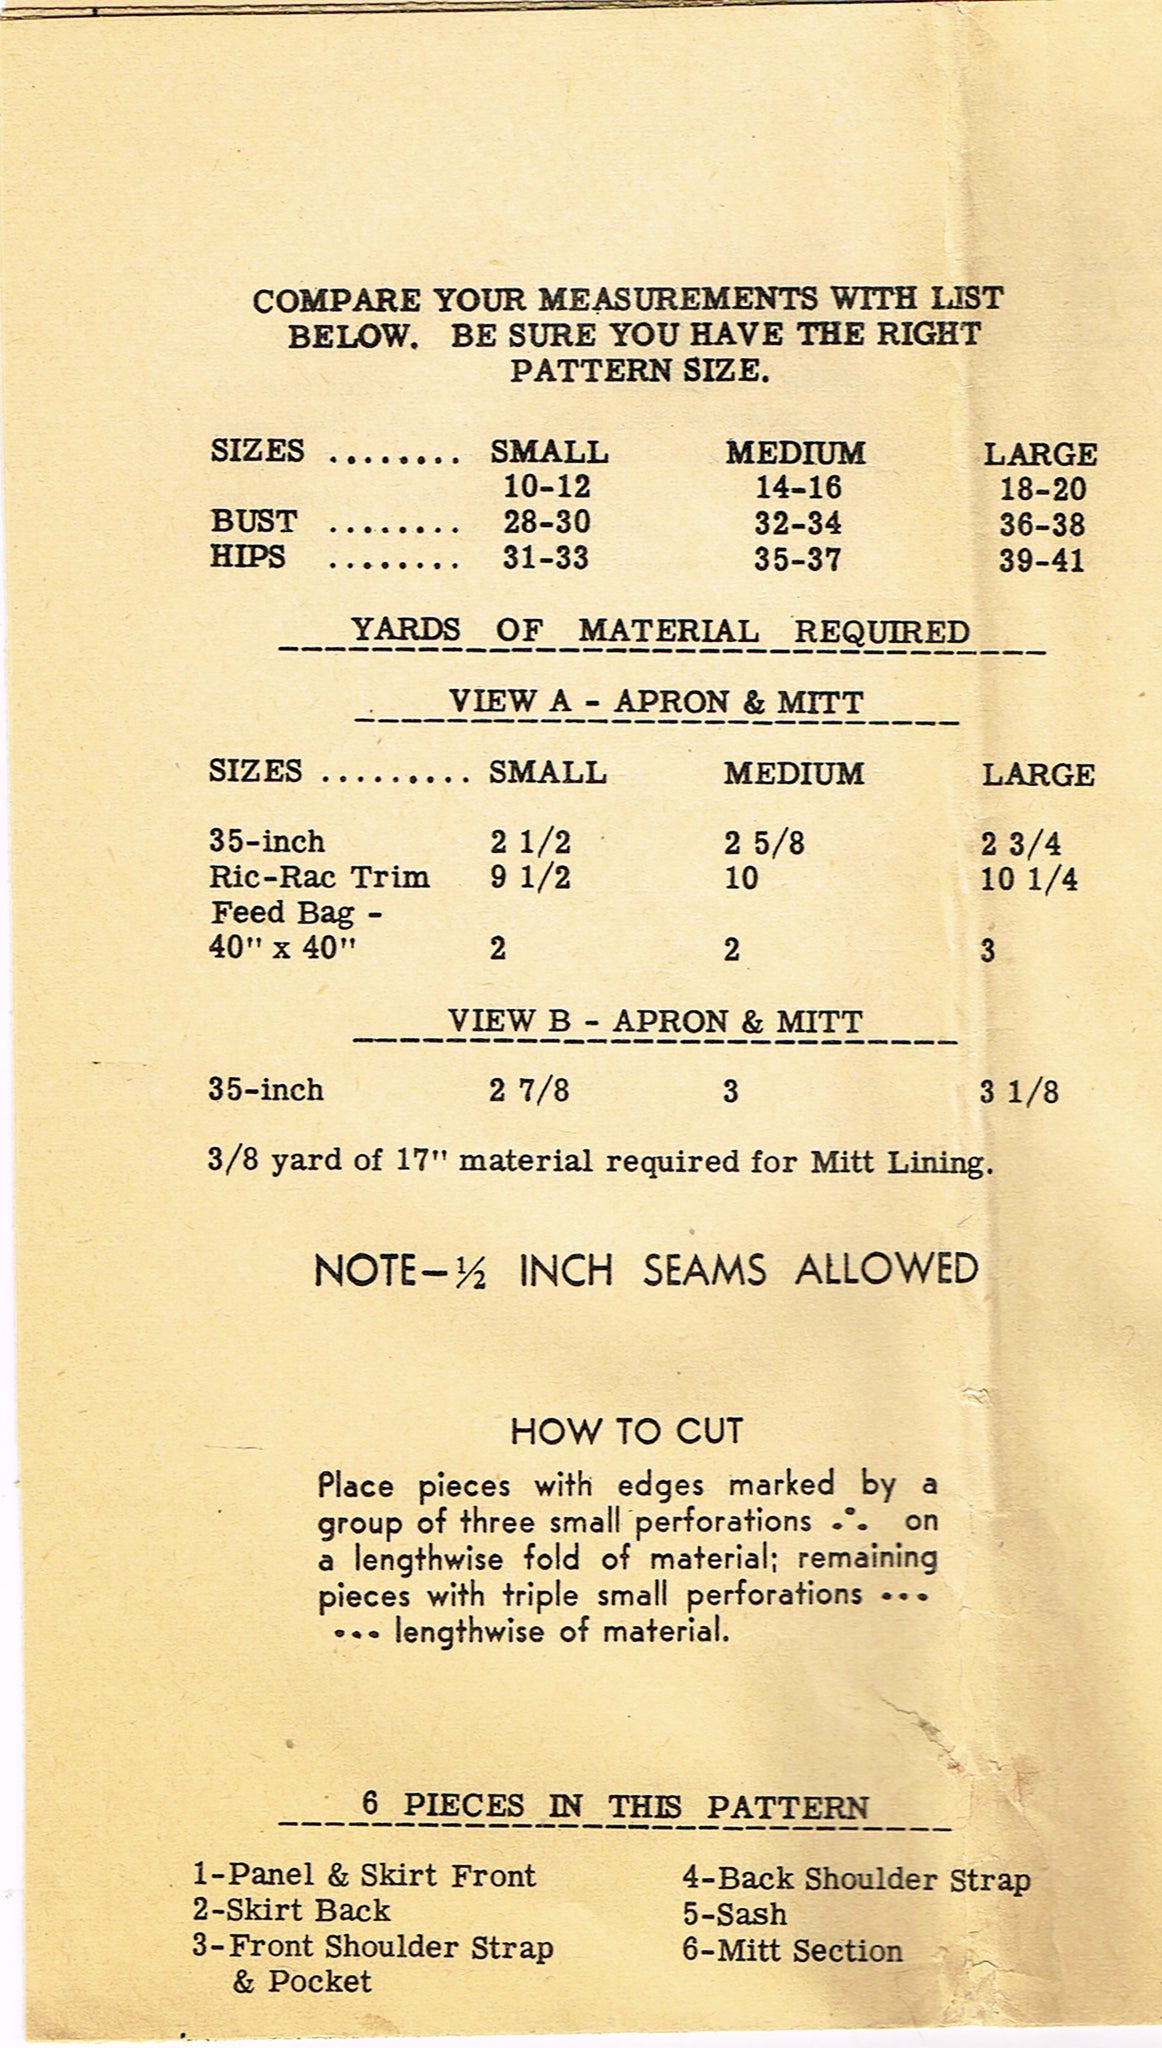 COMPARE YOUR MEASUREMENTS WITH LIST
BELOW. BE SURE YOU HAVE THE RIGHT
PATTERN SIZE.
SIZES ........ SMALL MEDIUM LARGE
10-12 14-16 18-20
BUST ........ 28-30 32-34 36-38
HIPS ........ 31-33 35-37 39-41
YARDS OF MATERIAL REQUIRED
VIEW A - APRON & MITT
SIZES ......... SMALL MEDIUM LARGE
35-inch 2 1/2 2 5/8 2 3/4
Ric-Rac Trim 9 1/2 10 10 1/4
Feed Bag -
40" x 40" 2 2 3
VIEW B - APRON & MITT
35-inch 2 7/8 3 3 1/8
3/8 yard of 17" material required for Mitt Lining.
NOTE-½ INCH SEAMS ALLOWED
HOW TO CUT
Place pieces with edges marked by a
group of three small perforations ∴ on
a lengthwise fold of material; remaining
pieces with triple small perforations •••
••• lengthwise of material.
6 PIECES IN THIS PATTERN
1-Panel & Skirt Front 4-Back Shoulder Strap
2-Skirt Back 5-Sash
3-Front Shoulder Strap 6-Mitt Section
& Pocket